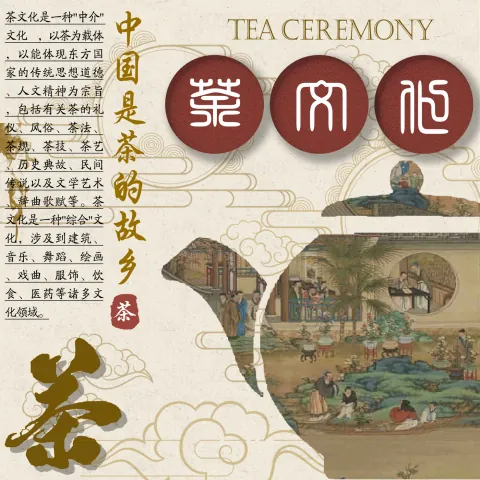 茶文化是一种"中介"
文化 ，以茶为载体
，以能体现东方国
家的传统思想道德
、人文精神为宗旨
，包括有关茶的礼
仪、风俗、茶法、
茶规、茶技、茶艺
、历史典故、民间
传说以及文学艺术
、辞曲歌赋等。茶
文化是一种"综合"文
化，涉及到建筑、
音乐、舞蹈、绘画
、戏曲、服饰、饮
食、医药等诸多文
化领域。
中国是茶的故乡
茶
TEA CEREMONY
茶文化
茶